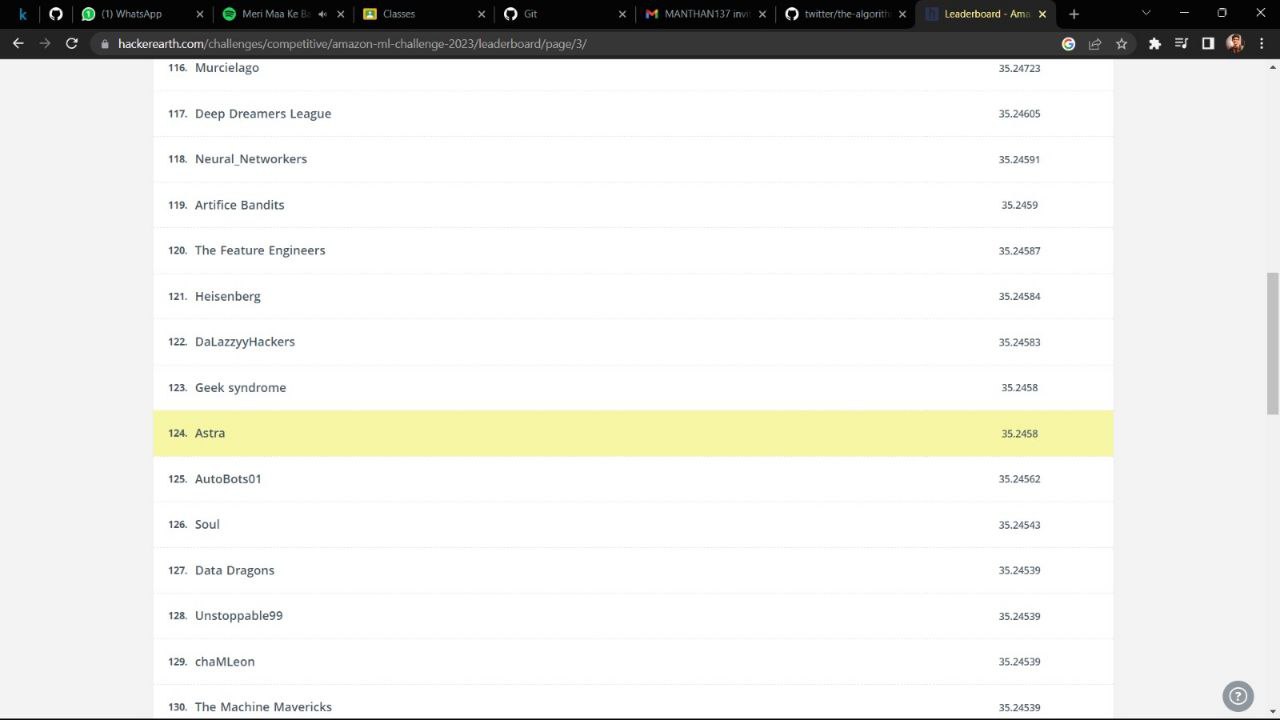 (1) WhatsApp Meri Maa Ke Ba Classes Git MANTHAN137 invi twitter/the-algorith Leaderboard - Ama
hackerearth.com/challenges/competitive/amazon-ml-challenge-2023/leaderboard/page/3/
116. Murcielago 35.24723
117. Deep Dreamers League 35.24605
118. Neural_Networkers 35.24591
119. Artifice Bandits 35.2459
120. The Feature Engineers 35.24587
121. Heisenberg 35.24584
122. DaLazzyyHackers 35.24583
123. Geek syndrome 35.2458
124. Astra 35.2458
125. AutoBots01 35.24562
126. Soul 35.24543
127. Data Dragons 35.24539
128. Unstoppable99 35.24539
129. chaMLeon 35.24539
130. The Machine Mavericks 35.24539